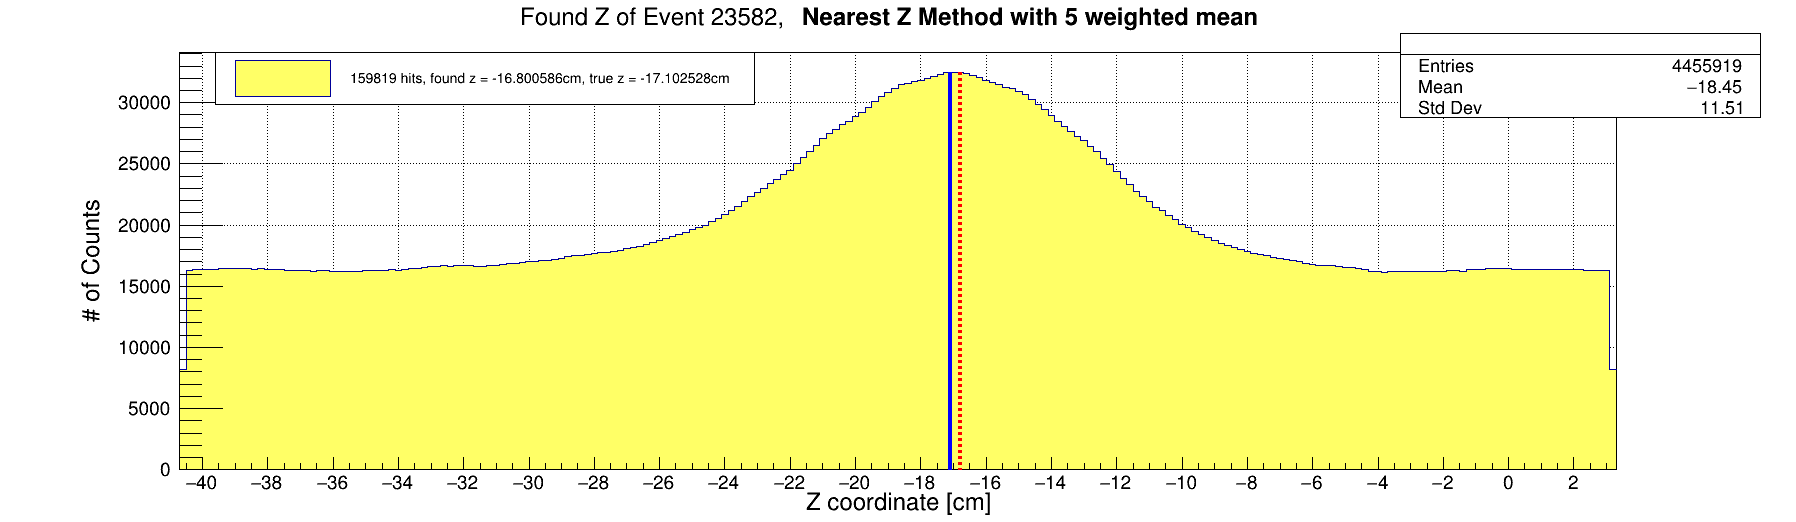 Found Z of Event 23582, Nearest Z Method with 5 weighted mean
159819 hits, found z = -16.800586cm, true z = -17.102528cm
Entries 4455919
Mean −18.45
Std Dev 11.51
# of Counts
30000
25000
20000
15000
10000
5000
0
−40 −38 −36 −34 −32 −30 −28 −26 −24 −22 −20 −18 −16 −14 −12 −10 −8 −6 −4 −2 0 2
Z coordinate [cm]